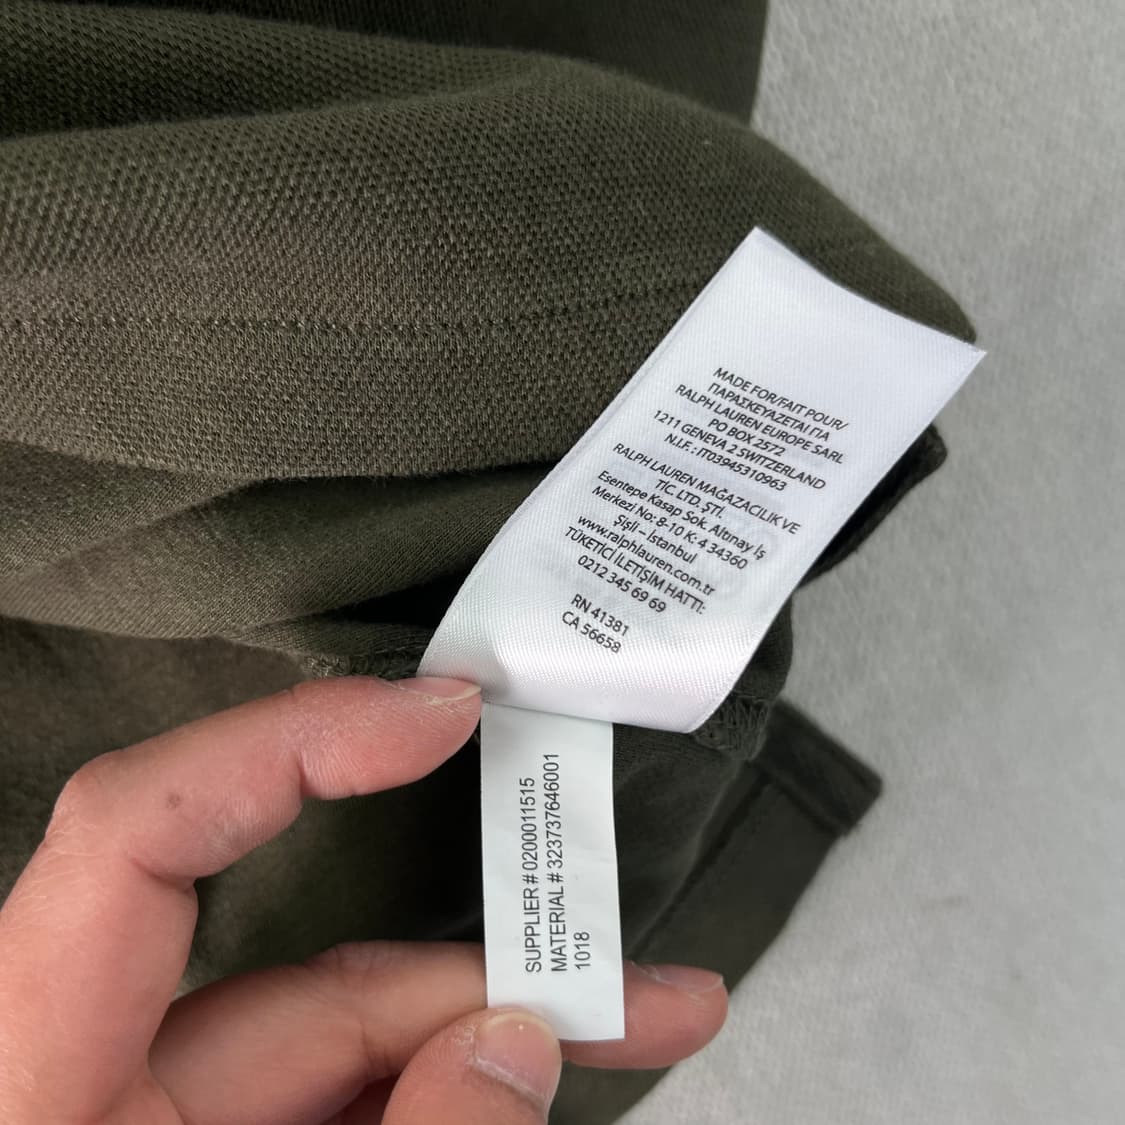 MADE FOR/FAIT POUR/
ΠΑΡΑΣΚΕΥΑΖΕΤΑΙ ΓΙΑ
RALPH LAUREN EUROPE SARL
PO BOX 2572
1211 GENEVA 2 SWITZERLAND
N.I.F. : IT03945310963
RALPH LAUREN MAĞAZACILIK VE
TİC. LTD. ŞTİ.
Esentepe Kasap Sok. Altınay İş
Merkezi No: 8-10 K: 4 34360
Şişli – İstanbul
www.ralphlauren.com.tr
TÜKETİCİ İLETİŞİM HATTI:
0212 345 69 69
RN 41381
CA 56658
SUPPLIER # 0200011515
MATERIAL # 323737646001
1018